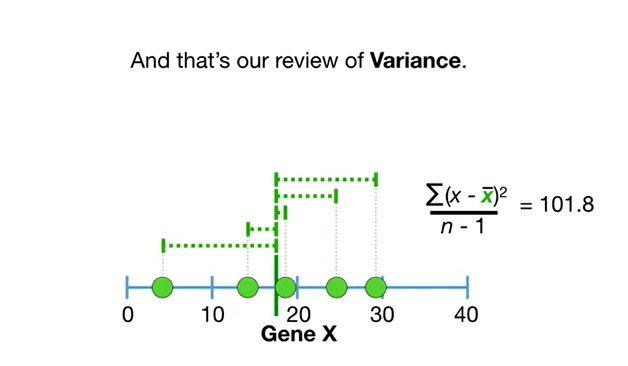 And that's our review of Variance.
∑(x - x̄)² / n - 1 = 101.8
0 10 20 30 40
Gene X